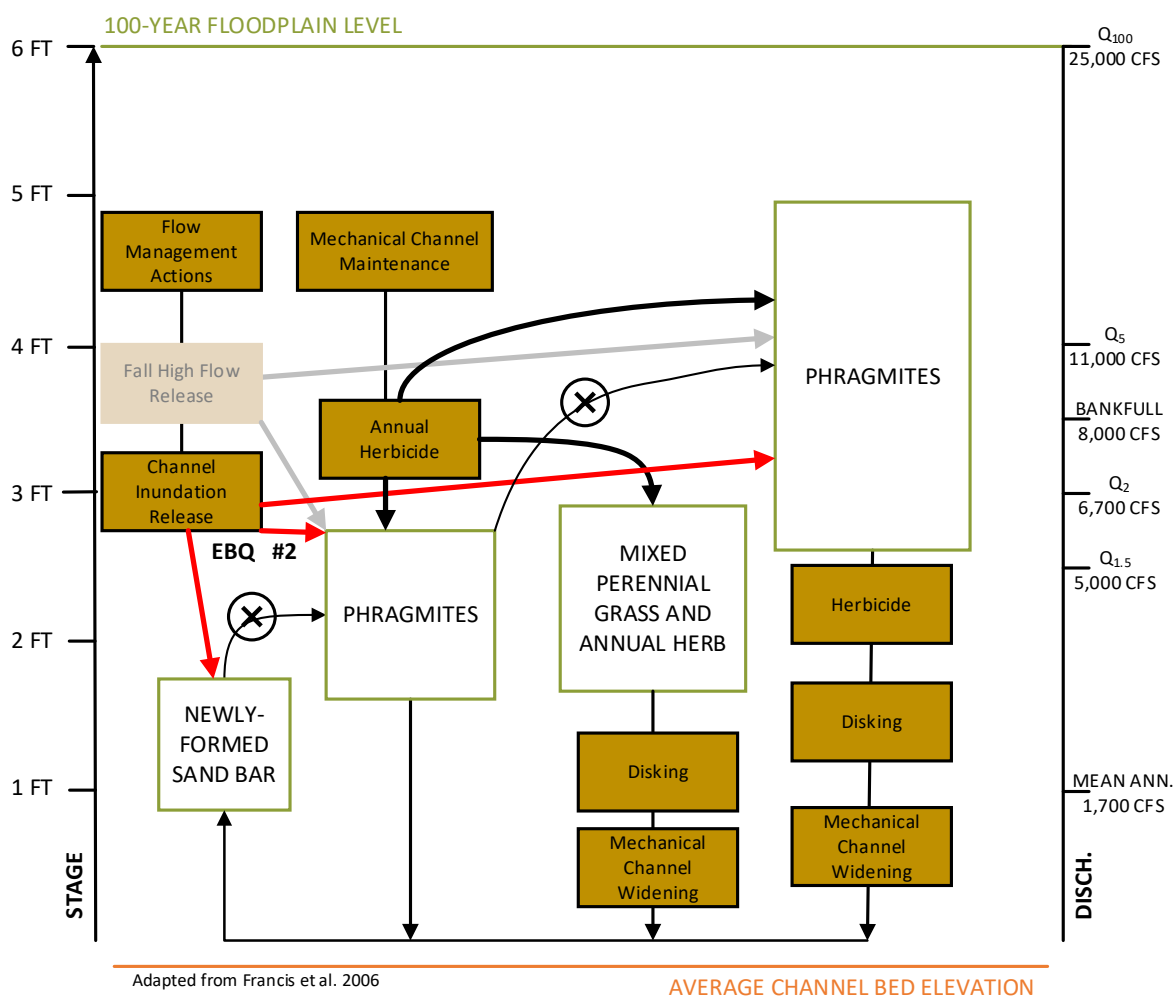 100-YEAR FLOODPLAIN LEVEL
6 FT
5 FT
4 FT
3 FT
2 FT
1 FT
STAGE
Flow
Management
Actions
Mechanical Channel
Maintenance
Fall High Flow
Release
Annual
Herbicide
Channel
Inundation
Release
EBQ #2
PHRAGMITES
NEWLY-
FORMED
SAND BAR
MIXED
PERENNIAL
GRASS AND
ANNUAL HERB
Disking
Mechanical
Channel
Widening
PHRAGMITES
Herbicide
Disking
Mechanical
Channel
Widening
Q100
25,000 CFS
Q5
11,000 CFS
BANKFULL
8,000 CFS
Q2
6,700 CFS
Q1.5
5,000 CFS
MEAN ANN.
1,700 CFS
DISCH.
Adapted from Francis et al. 2006
AVERAGE CHANNEL BED ELEVATION